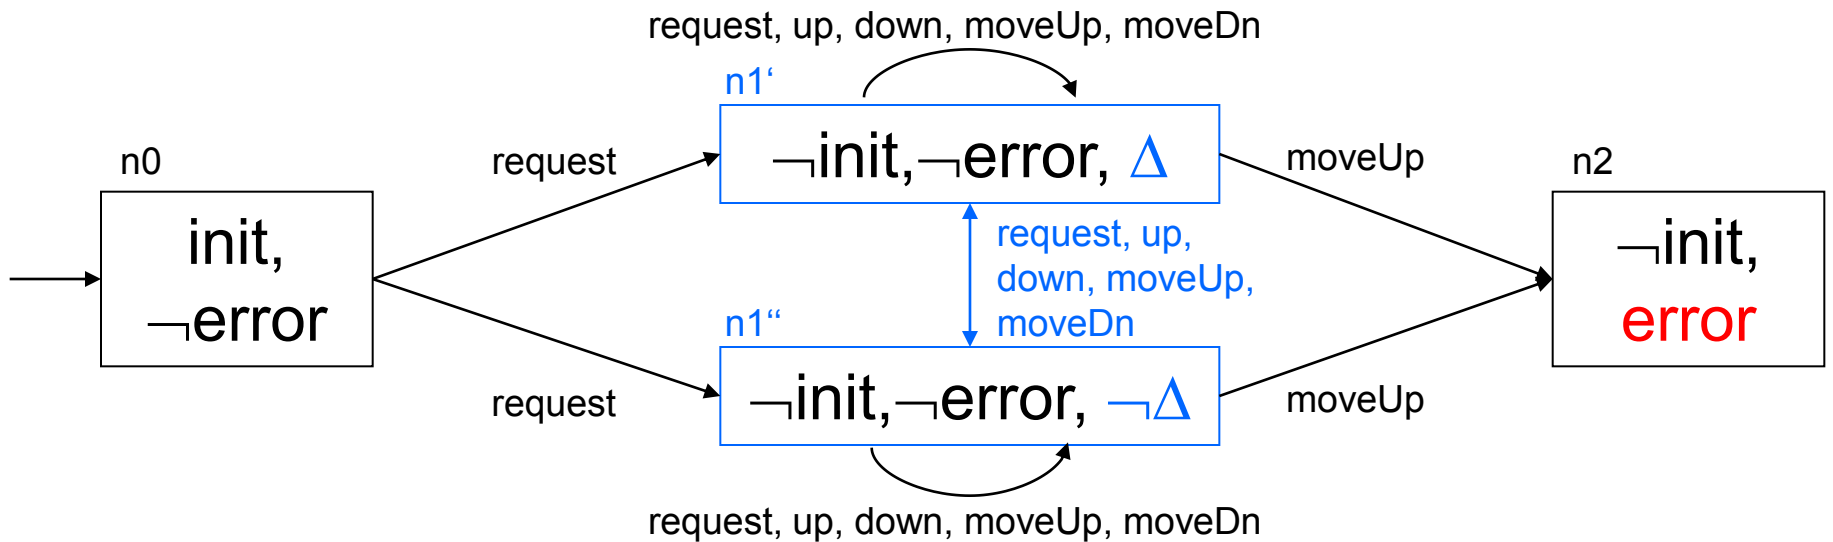 request, up, down, moveUp, moveDn
n1‘
¬init,¬error, Δ
n0
request
moveUp
n2
init,
¬error
request, up,
down, moveUp,
moveDn
¬init,
error
n1“
¬init,¬error, ¬Δ
request
moveUp
request, up, down, moveUp, moveDn